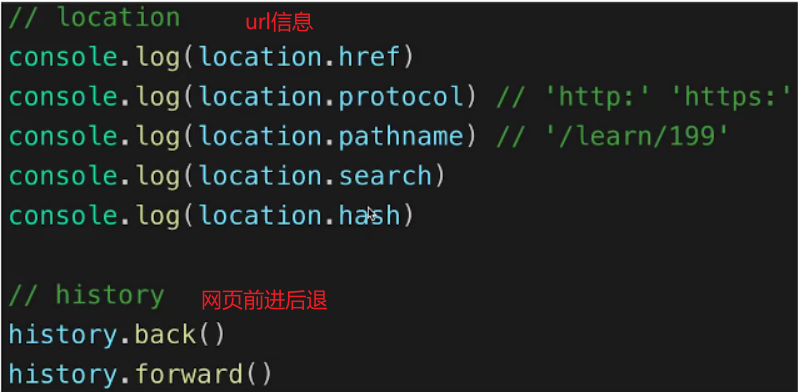 // location url信息
console.log(location.href)
console.log(location.protocol) // 'http:' 'https:'
console.log(location.pathname) // '/learn/199'
console.log(location.search)
console.log(location.hash)
// history 网页前进后退
history.back()
history.forward()